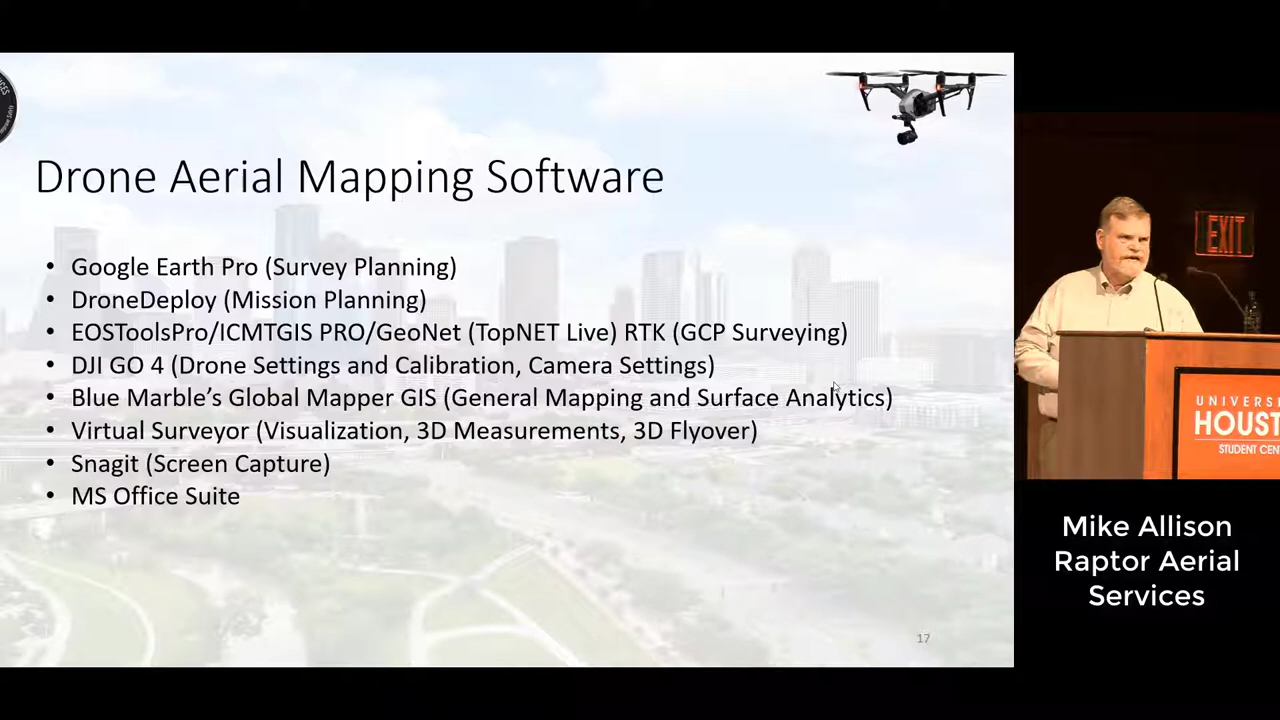 Drone Aerial Mapping Software
• Google Earth Pro (Survey Planning)
• DroneDeploy (Mission Planning)
• EOSToolsPro/ICMTGIS PRO/GeoNet (TopNET Live) RTK (GCP Surveying)
• DJI GO 4 (Drone Settings and Calibration, Camera Settings)
• Blue Marble’s Global Mapper GIS (General Mapping and Surface Analytics)
• Virtual Surveyor (Visualization, 3D Measurements, 3D Flyover)
• Snagit (Screen Capture)
• MS Office Suite
17
EXIT
UNIVERS
HOUST
STUDENT CEN
Mike Allison
Raptor Aerial
Services